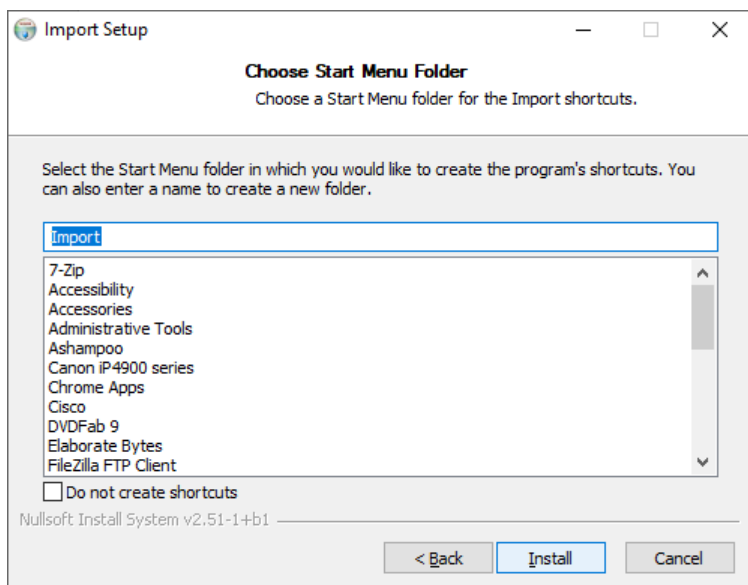 Import Setup
Choose Start Menu Folder
Choose a Start Menu folder for the Import shortcuts.
Select the Start Menu folder in which you would like to create the program's shortcuts. You
can also enter a name to create a new folder.
Import
7-Zip
Accessibility
Accessories
Administrative Tools
Ashampoo
Canon iP4900 series
Chrome Apps
Cisco
DVDFab 9
Elaborate Bytes
FileZilla FTP Client
Do not create shortcuts
Nullsoft Install System v2.51-1+b1
< Back Install Cancel